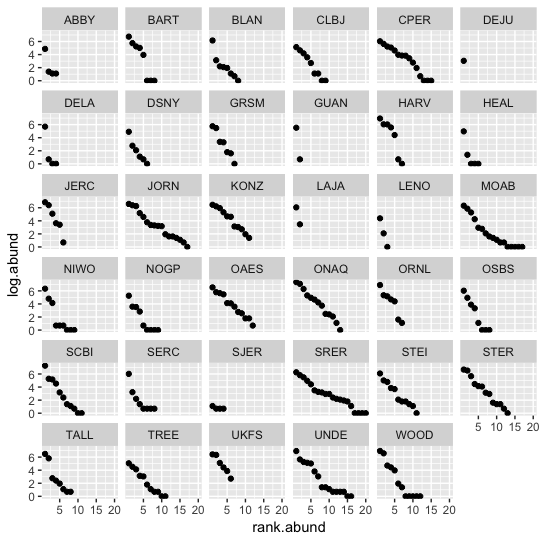 ABBY BART BLAN CLBJ CPER DEJU
6
4
2
0
DELA DSNY GRSM GUAN HARV HEAL
6
4
2
0
JERC JORN KONZ LAJA LENO MOAB
6
4
2
0
log.abund
NIWO NOGP OAES ONAQ ORNL OSBS
6
4
2
0
SCBI SERC SJER SRER STEI STER
6
4
2
0
5 10 15 20
TALL TREE UKFS UNDE WOOD
6
4
2
0
5 10 15 20 5 10 15 20 5 10 15 20 5 10 15 20 5 10 15 20
rank.abund